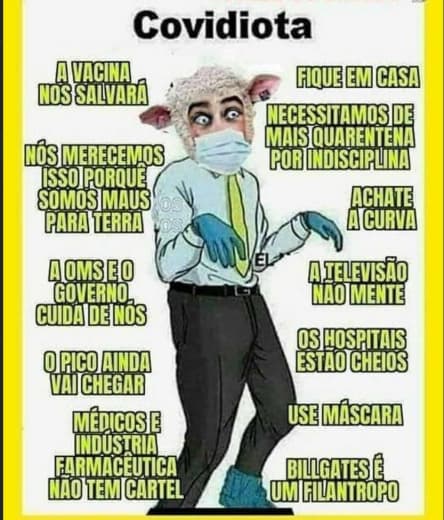 Covidiota
A VACINA
NOS SALVARÁ
NÓS MERECEMOS
ISSO PORQUE
SOMOS MAUS
PARA TERRA
A OMS E O
GOVERNO,
CUIDA DE NÓS
O PICO AINDA
VAI CHEGAR
MÉDICOS E
INDÚSTRIA
FARMACÊUTICA
NÃO TEM CARTEL
FIQUE EM CASA
NECESSITAMOS DE
MAIS QUARENTENA
POR INDISCIPLINA
ACHATE
A CURVA
EL
A TELEVISÃO
NÃO MENTE
OS HOSPITAIS
ESTÃO CHEIOS
USE MÁSCARA
BILLGATES É
UM FILANTROPO